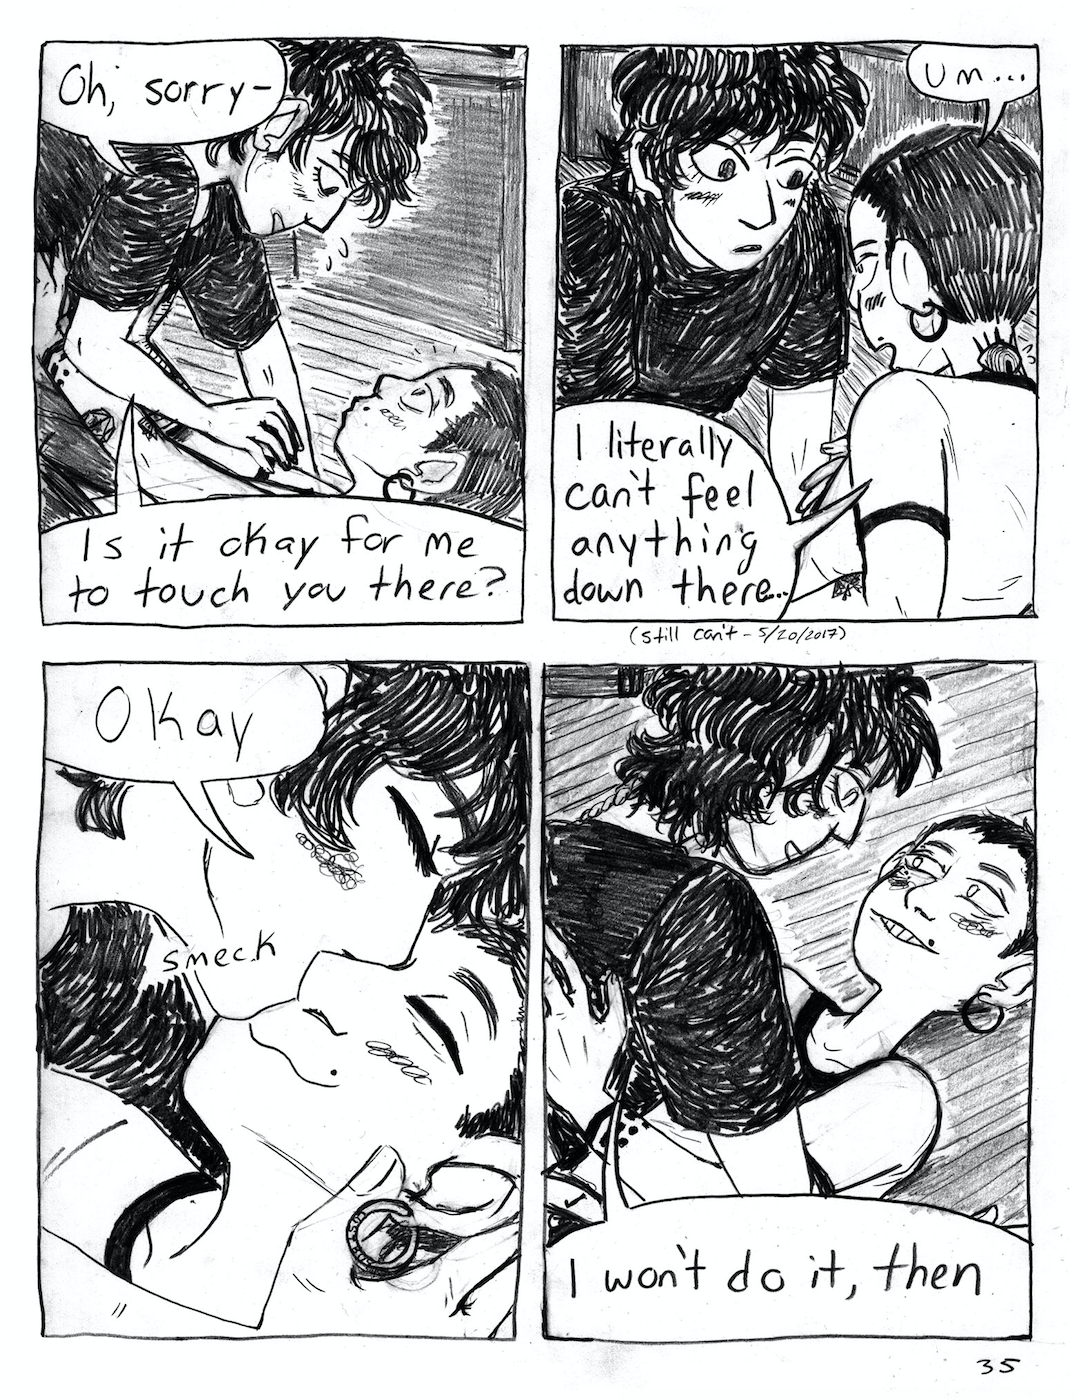 Oh, sorry-
Is it okay for me
to touch you there?
Um...
I literally
can't feel
anything
down there...
(still can't - 5/20/2017)
Okay
smeck
I won't do it, then
35